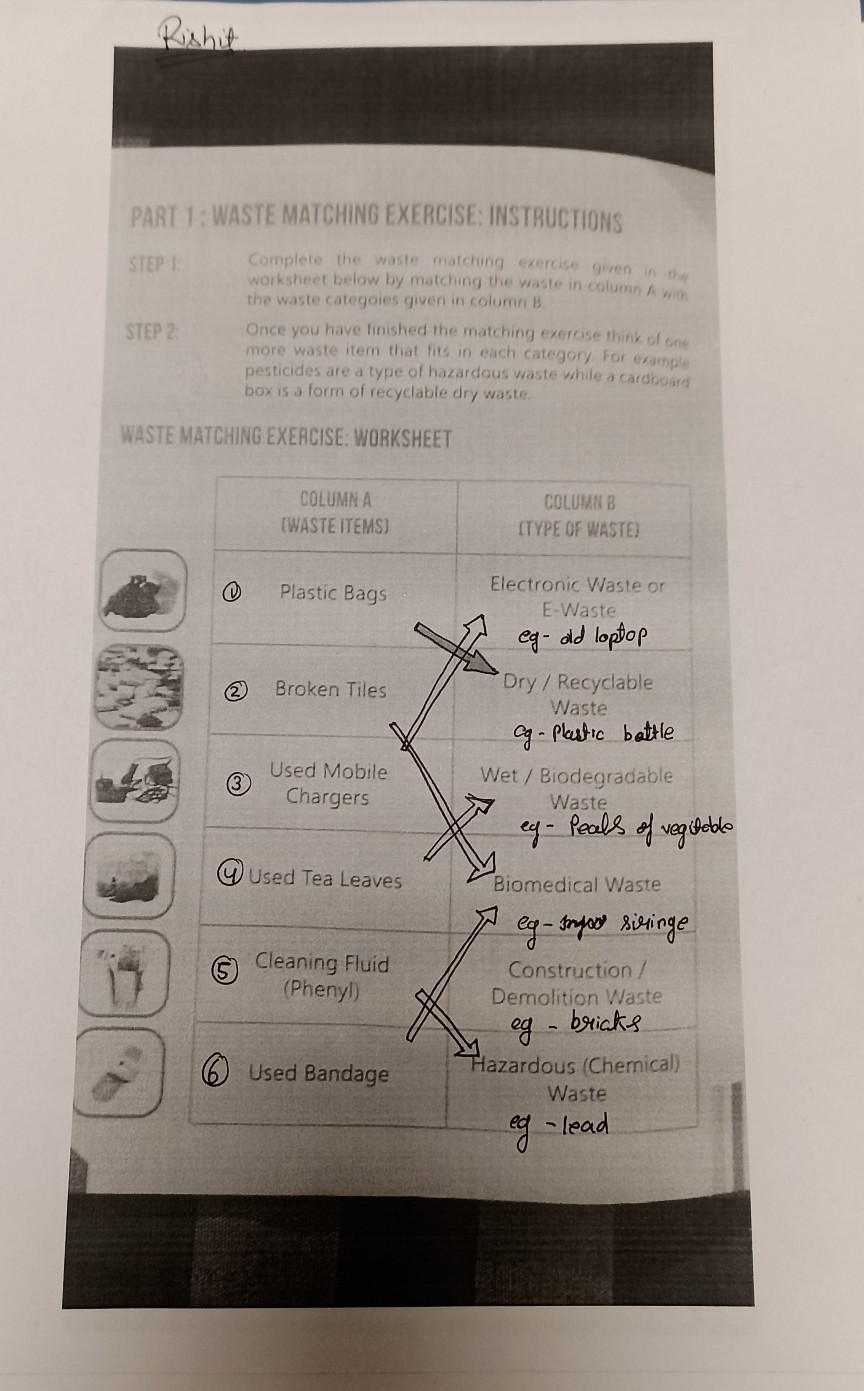 Rishit
PART 1 : WASTE MATCHING EXERCISE: INSTRUCTIONS
STEP 1: Complete the waste matching exercise given in the
worksheet below by matching the waste in column A with
the waste categoies given in column B.
STEP 2: Once you have finished the matching exercise think of one
more waste item that fits in each category. For example
pesticides are a type of hazardous waste while a cardboard
box is a form of recyclable dry waste.
WASTE MATCHING EXERCISE: WORKSHEET
COLUMN A
(WASTE ITEMS)
COLUMN B
(TYPE OF WASTE)
① Plastic Bags
Electronic Waste or
E-Waste
eg - old laptop
② Broken Tiles
Dry / Recyclable
Waste
eg - Plastic bottle
③ Used Mobile
Chargers
Wet / Biodegradable
Waste
eg - Peals of
④ Used Tea Leaves
Biomedical Waste
eg - siringe
⑤ Cleaning Fluid
(Phenyl)
Construction /
Demolition Waste
eg - bricks
⑥ Used Bandage
Hazardous (Chemical)
Waste
eg - lead